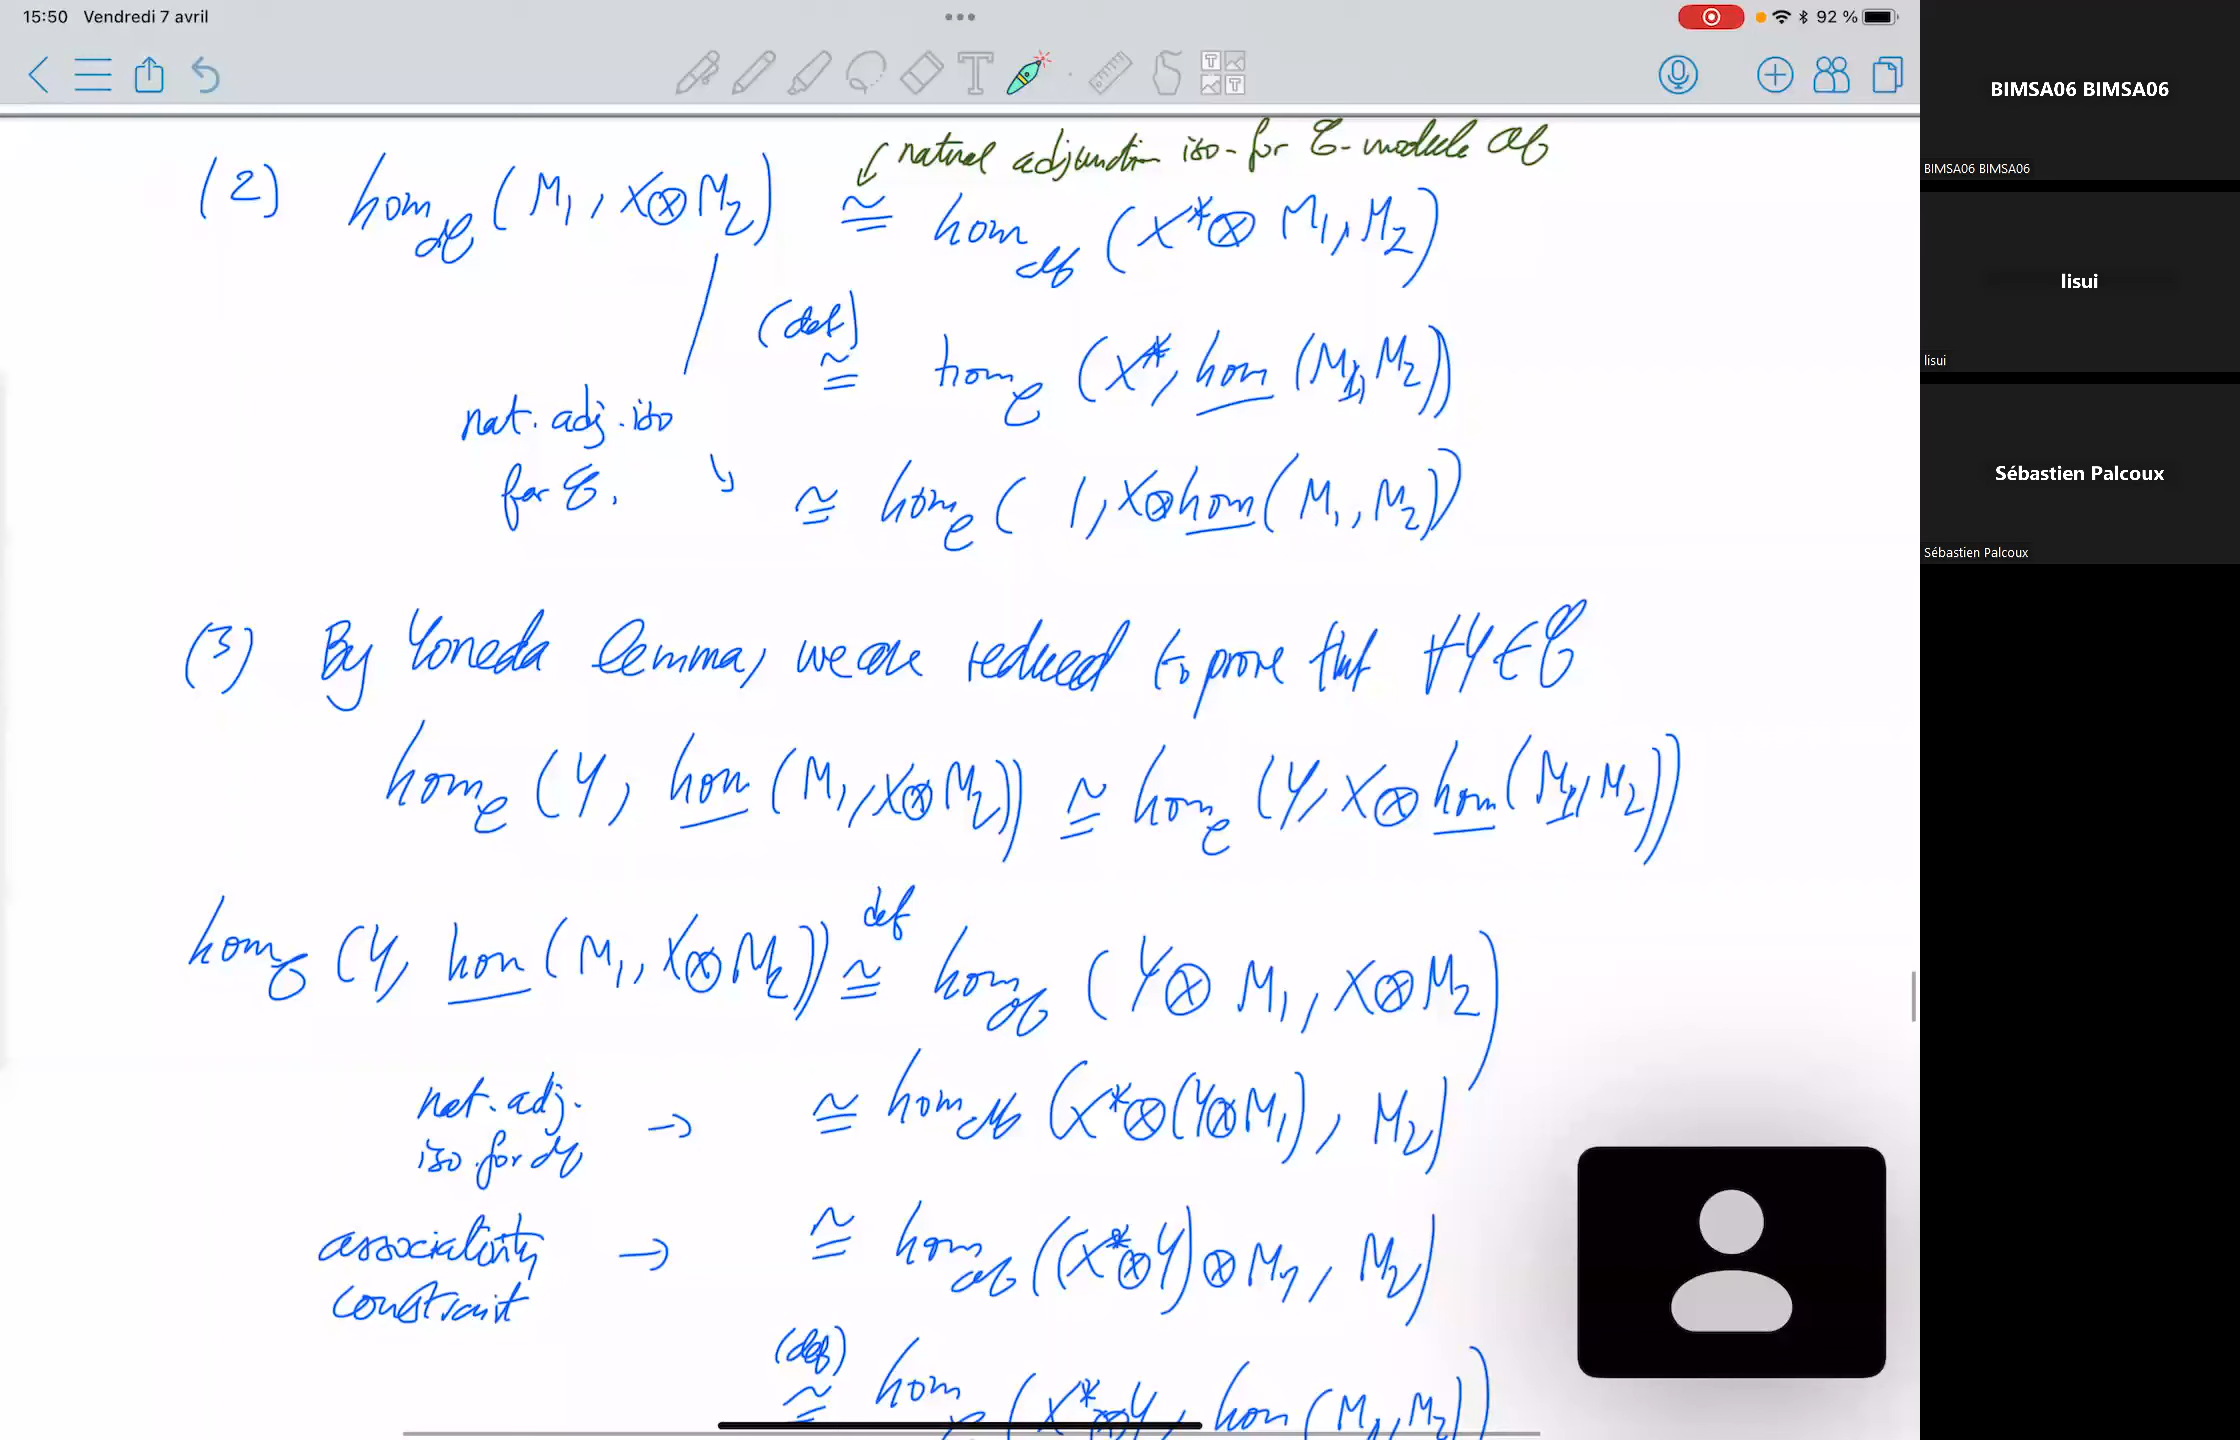 15:50 Vendredi 7 avril
92 %
natural adjunction iso-for 𝒞-module ℳ
(2) hom_ℳ (M₁, X⊗M₂) ≅ hom_ℳ (X*⊗ M₁, M₂)
(def) ≅ hom_𝒞 (X*, hom (M₁, M₂))
nat. adj. iso
for 𝒞. ≅ hom_𝒞 ( 1, X⊗hom (M₁, M₂))
(3) By Yoneda lemma, we are reduced to prove that ∀Y∈𝒞
hom_𝒞 (Y, hom (M₁, X⊗M₂)) ≅ hom_𝒞 (Y, X⊗hom (M₁, M₂))
hom_𝒞 (Y, hom (M₁, X⊗M₂)) def ≅ hom_ℳ (Y⊗ M₁, X⊗M₂)
nat. adj. iso. for ℳ → ≅ hom_ℳ (X*⊗(Y⊗M₁), M₂)
associativity constraint → ≅ hom_ℳ ((X*⊗Y)⊗M₁, M₂)
(def) ≅ hom (X*⊗Y, hom (M₁, M₂))
BIMSA06 BIMSA06
BIMSA06 BIMSA06
lisui
lisui
Sébastien Palcoux
Sébastien Palcoux